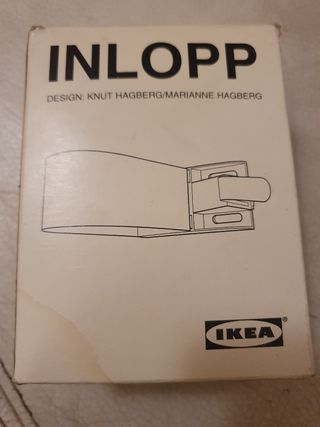 INLOPP
DESIGN: KNUT HAGBERG/MARIANNE HAGBERG
IKEA®